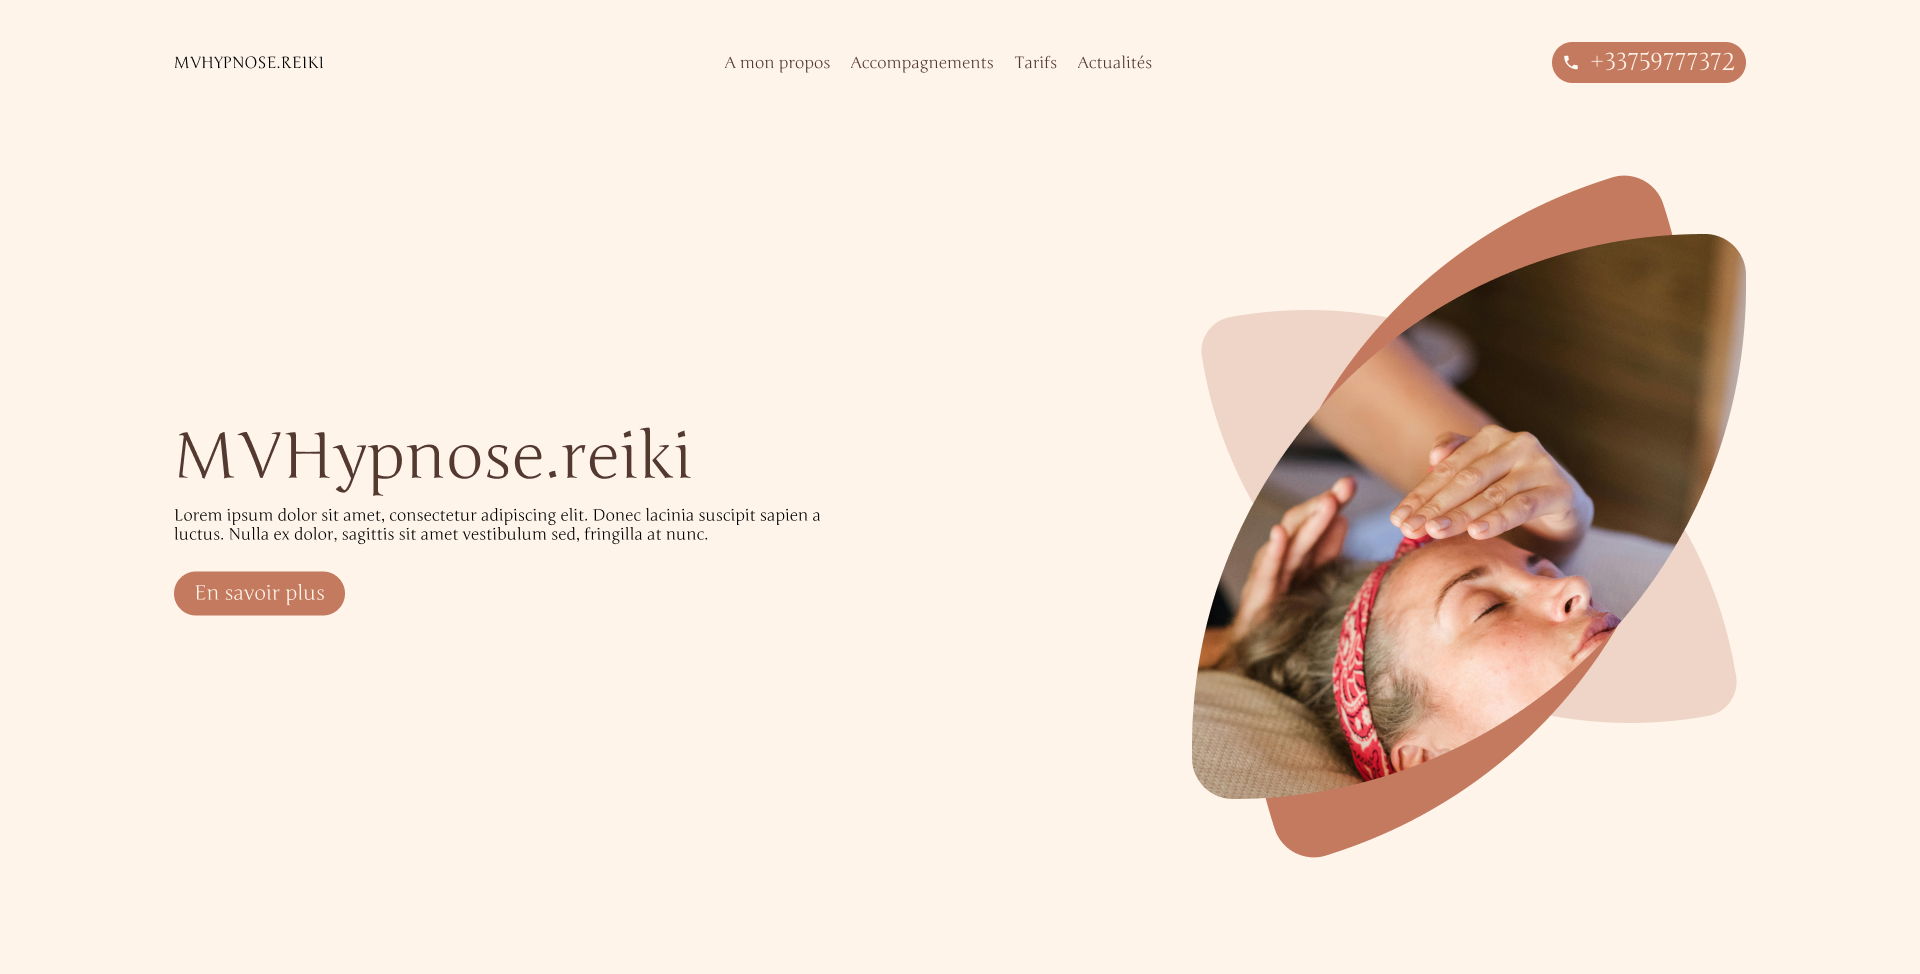 MVHYPNOSE.REIKI
A mon propos
Accompagnements
Tarifs
Actualités
+33759777372
MVHypnose.reiki
Lorem ipsum dolor sit amet, consectetur adipiscing elit. Donec lacinia suscipit sapien a
luctus. Nulla ex dolor, sagittis sit amet vestibulum sed, fringilla at nunc.
En savoir plus